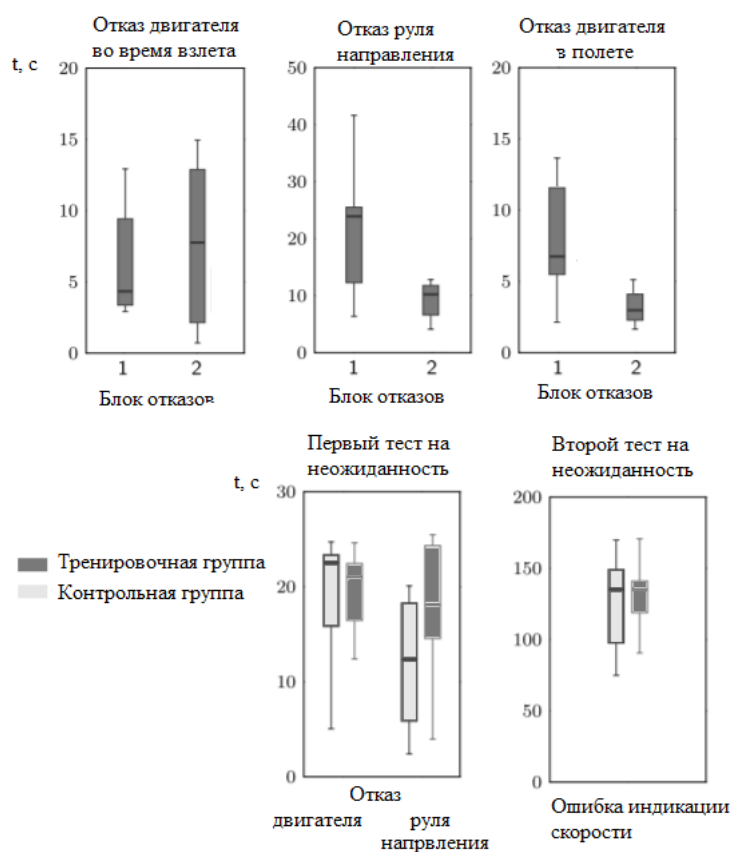 Отказ двигателя
во время взлета
t, c
20
15
10
5
0
1 2
Блок отказов
Отказ руля
направления
50
40
30
20
10
0
1 2
Блок отказов
Отказ двигателя
в полете
20
15
10
5
0
1 2
Блок отказов
Тренировочная группа
Контрольная группа
Первый тест на
неожиданность
t, c
30
20
10
0
Отказ
двигателя руля
напрвления
Второй тест на
неожиданность
200
150
100
50
0
Ошибка индикации
скорости